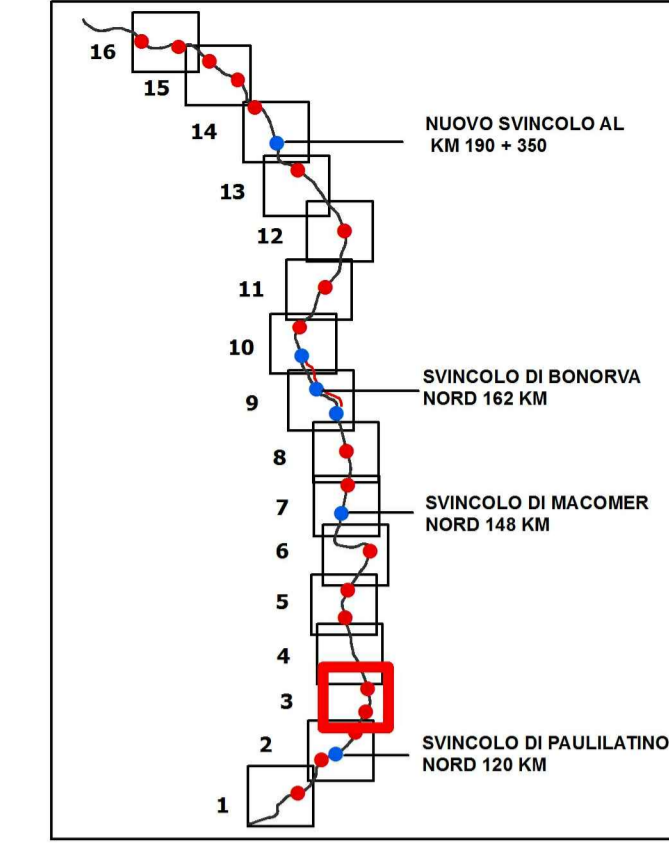 16
15
14
NUOVO SVINCOLO AL
KM 190 + 350
13
12
11
10
SVINCOLO DI BONORVA
NORD 162 KM
9
8
7
SVINCOLO DI MACOMER
NORD 148 KM
6
5
4
3
2
SVINCOLO DI PAULILATINO
NORD 120 KM
1